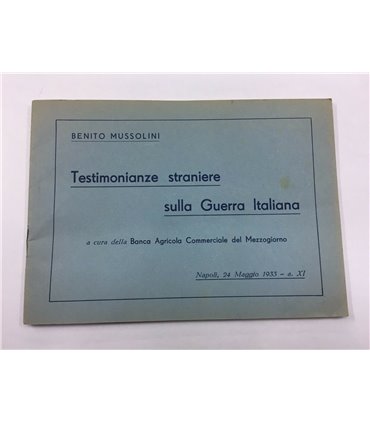 BENITO MUSSOLINI
Testimonianze straniere
sulla Guerra Italiana
a cura della Banca Agricola Commerciale del Mezzogiorno
Napoli, 24 Maggio 1933 - a. XI